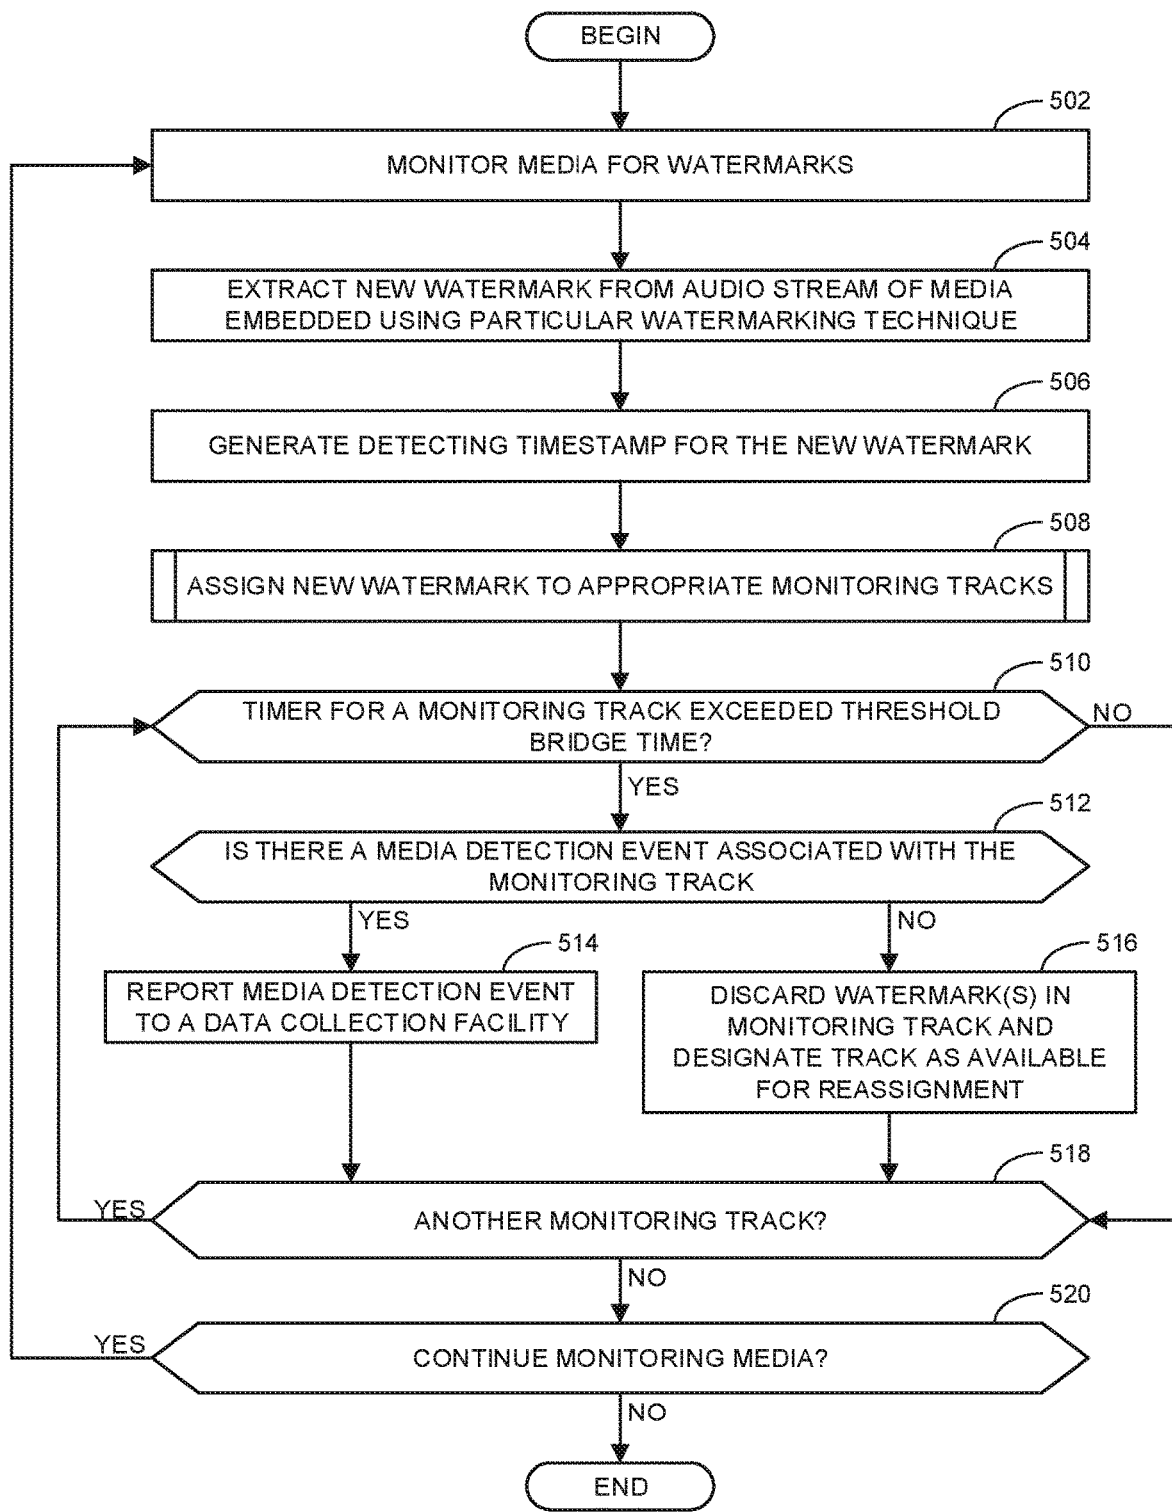 BEGIN
502
MONITOR MEDIA FOR WATERMARKS
504
EXTRACT NEW WATERMARK FROM AUDIO STREAM OF MEDIA
EMBEDDED USING PARTICULAR WATERMARKING TECHNIQUE
506
GENERATE DETECTING TIMESTAMP FOR THE NEW WATERMARK
508
ASSIGN NEW WATERMARK TO APPROPRIATE MONITORING TRACKS
510
TIMER FOR A MONITORING TRACK EXCEEDED THRESHOLD
BRIDGE TIME?
NO
YES
512
IS THERE A MEDIA DETECTION EVENT ASSOCIATED WITH THE
MONITORING TRACK
YES
NO
514
REPORT MEDIA DETECTION EVENT
TO A DATA COLLECTION FACILITY
516
DISCARD WATERMARK(S) IN
MONITORING TRACK AND
DESIGNATE TRACK AS AVAILABLE
FOR REASSIGNMENT
518
YES
ANOTHER MONITORING TRACK?
NO
520
YES
CONTINUE MONITORING MEDIA?
NO
END